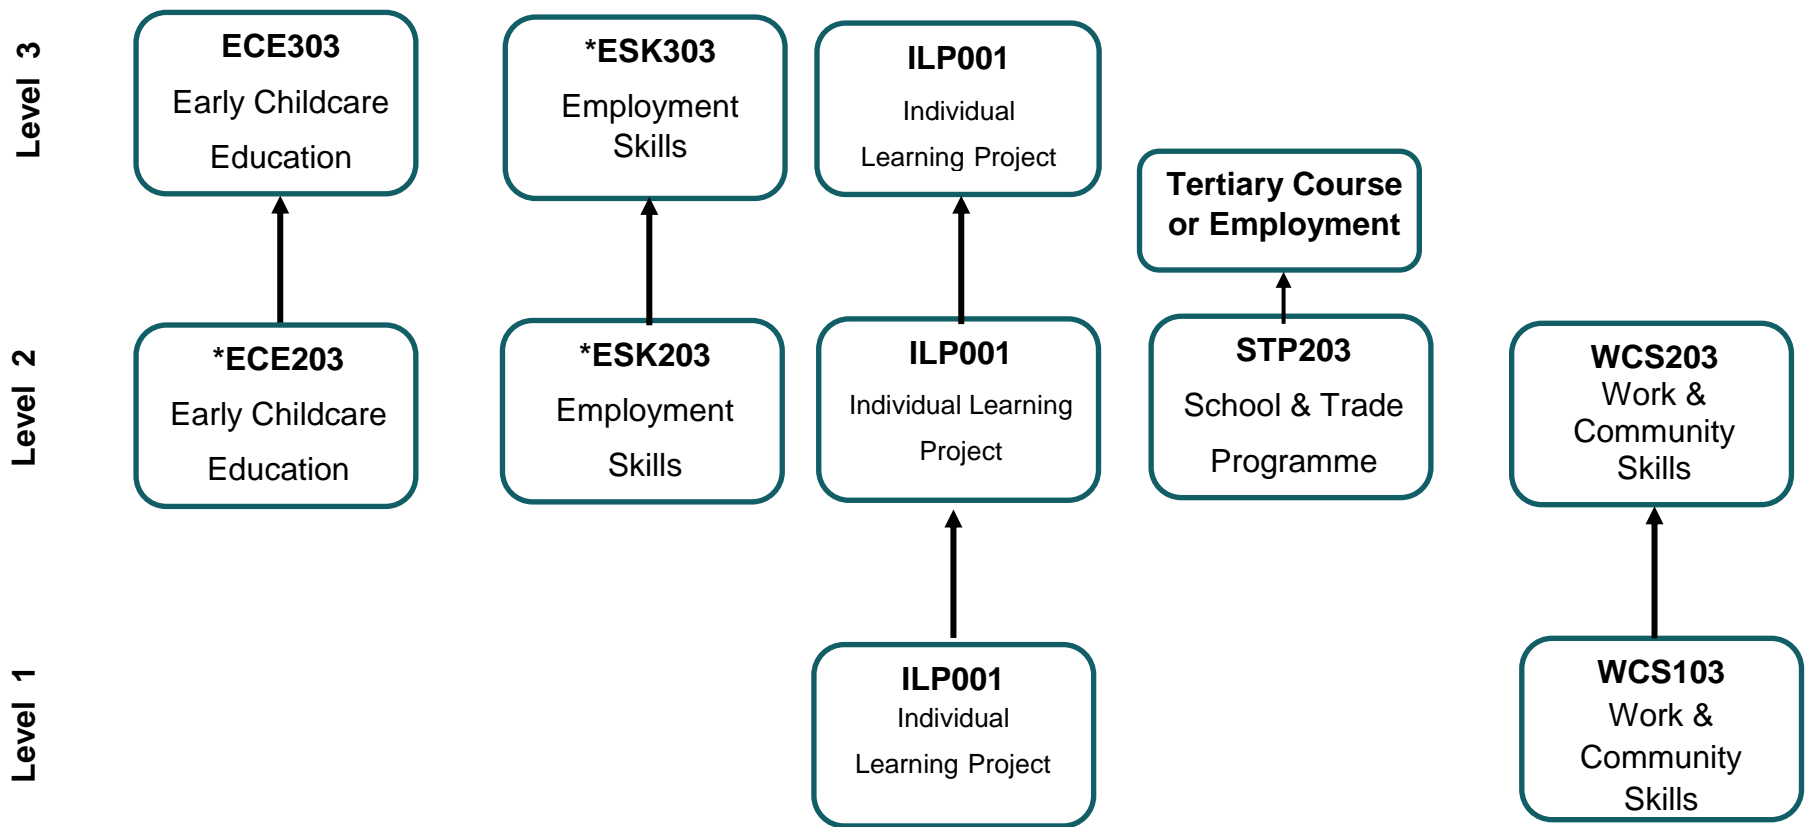 Level 3
ECE303
Early Childcare
Education
*ESK303
Employment
Skills
ILP001
Individual
Learning Project
Tertiary Course
or Employment
Level 2
*ECE203
Early Childcare
Education
*ESK203
Employment
Skills
ILP001
Individual Learning
Project
STP203
School & Trade
Programme
WCS203
Work &
Community
Skills
Level 1
ILP001
Individual
Learning Project
WCS103
Work &
Community
Skills